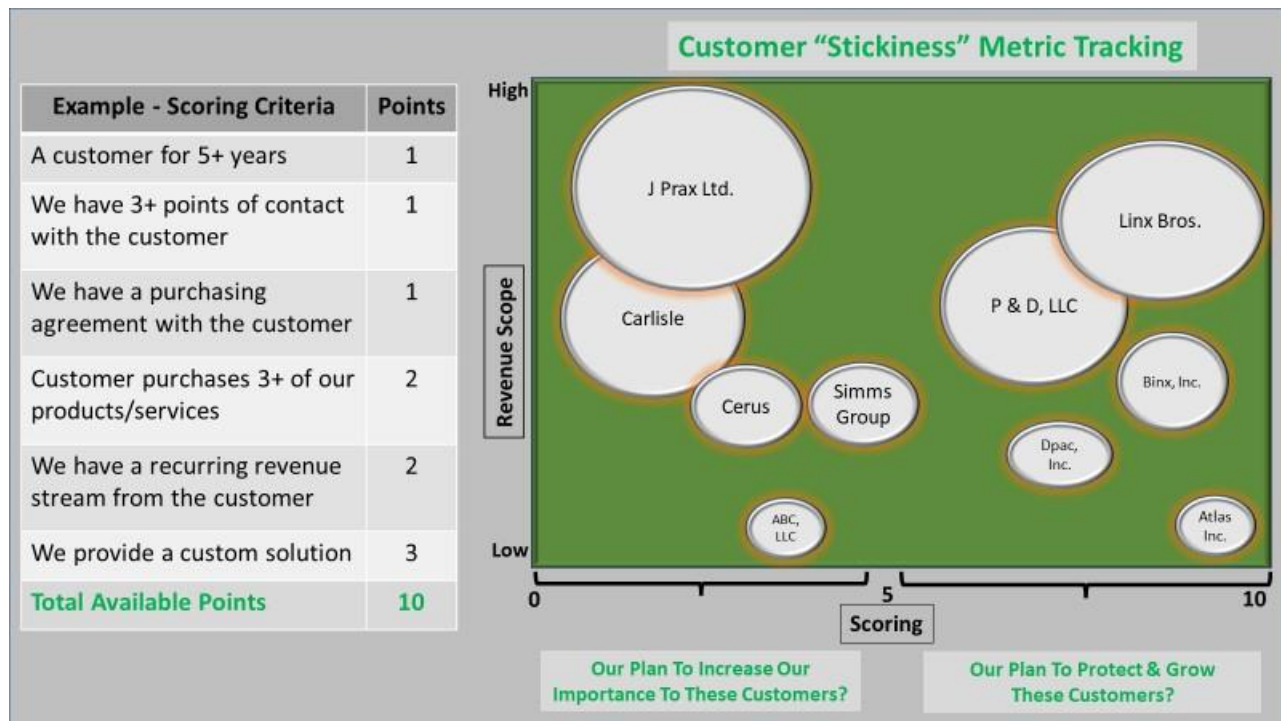 Customer “Stickiness” Metric Tracking
Example - Scoring Criteria Points
A customer for 5+ years 1
We have 3+ points of contact 1
with the customer
We have a purchasing 1
agreement with the customer
Customer purchases 3+ of our 2
products/services
We have a recurring revenue 2
stream from the customer
We provide a custom solution 3
Total Available Points 10
High
Revenue Scope
Low
J Prax Ltd.
Linx Bros.
Carlisle
P & D, LLC
Cerus
Simms
Group
Binx, Inc.
Dpac,
Inc.
ABC,
LLC
Atlas
Inc.
0 5 10
Scoring
Our Plan To Increase Our
Importance To These Customers?
Our Plan To Protect & Grow
These Customers?